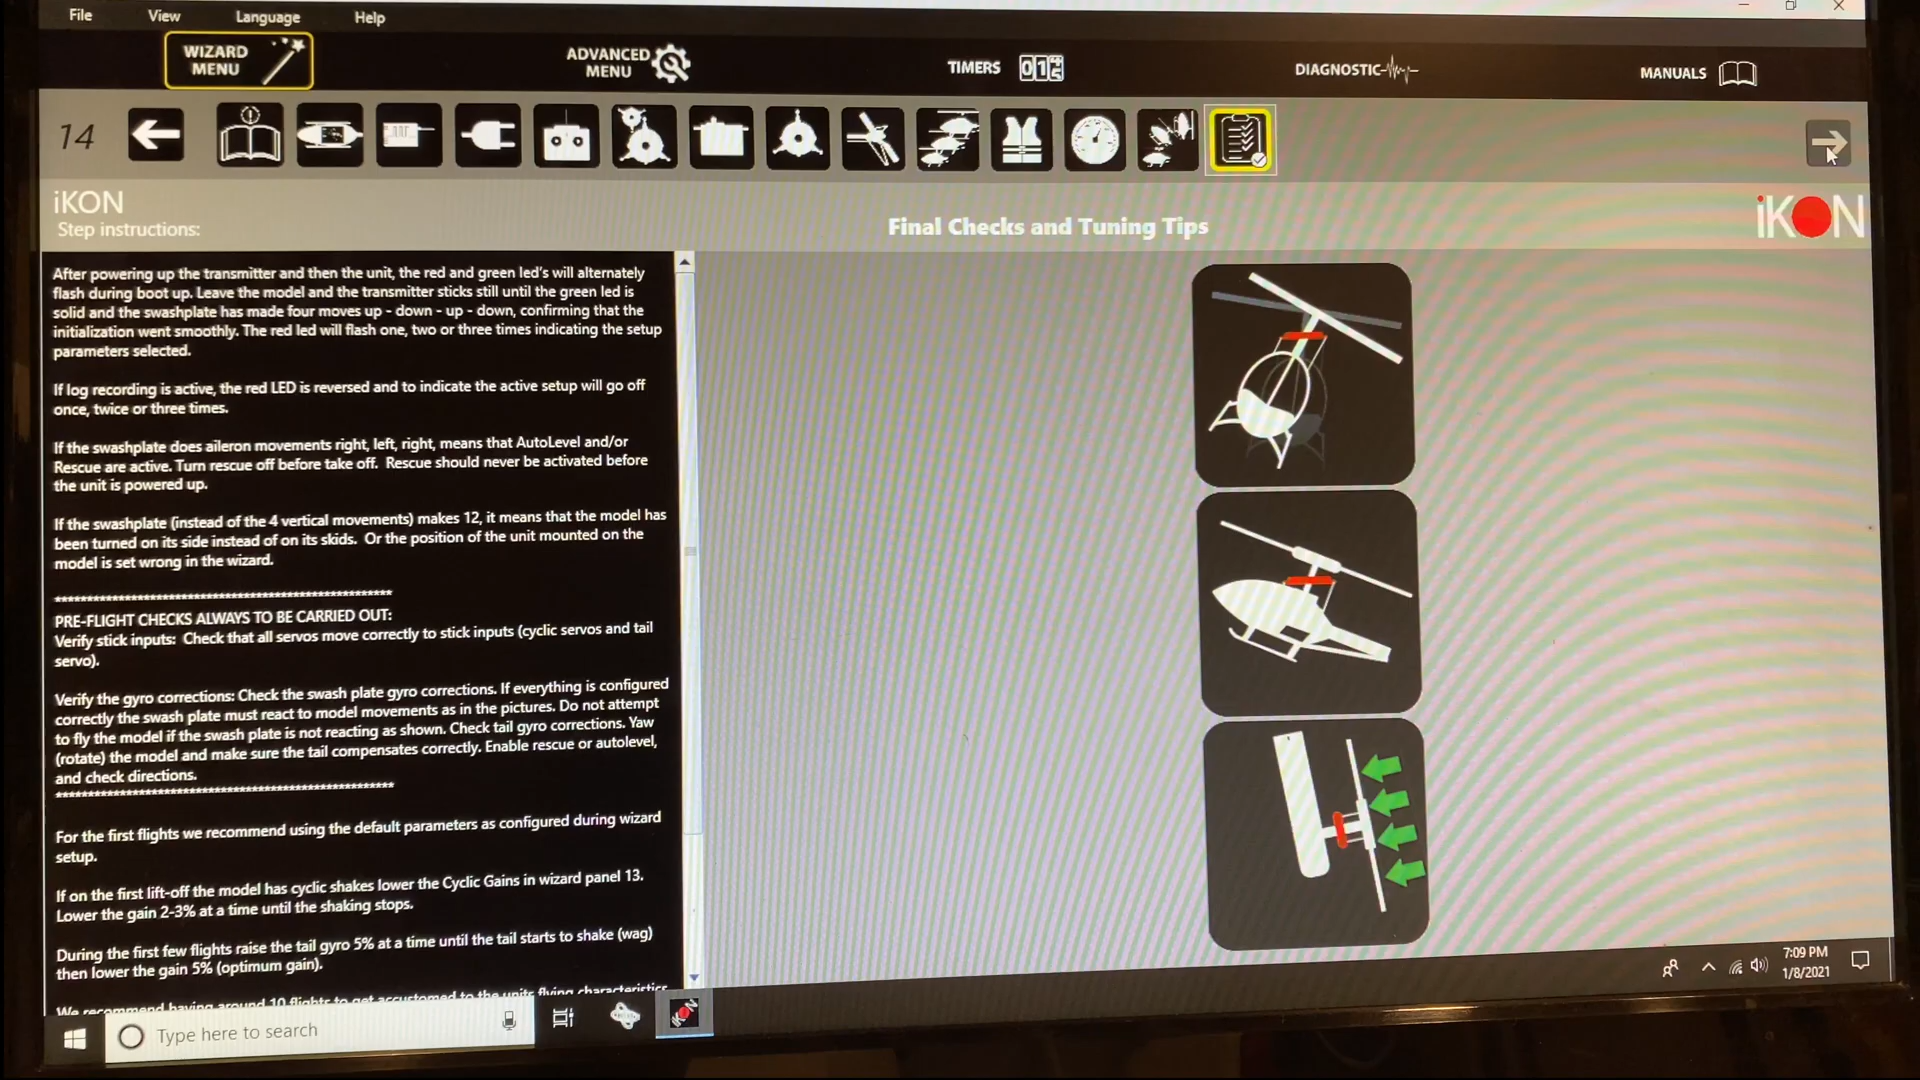 File View Language Help
WIZARD MENU
ADVANCED MENU
TIMERS
DIAGNOSTIC
MANUALS
14
iKON
Step instructions:
Final Checks and Tuning Tips
iKON
After powering up the transmitter and then the unit, the red and green led's will alternately
flash during boot up. Leave the model and the transmitter sticks still until the green led is
solid and the swashplate has made four moves up - down - up - down, confirming that the
initialization went smoothly. The red led will flash one, two or three times indicating the setup
parameters selected.
If log recording is active, the red LED is reversed and to indicate the active setup will go off
once, twice or three times.
If the swashplate does aileron movements right, left, right, means that AutoLevel and/or
Rescue are active. Turn rescue off before take off. Rescue should never be activated before
the unit is powered up.
If the swashplate (instead of the 4 vertical movements) makes 12, it means that the model has
been turned on its side instead of on its skids. Or the position of the unit mounted on the
model is set wrong in the wizard.
PRE-FLIGHT CHECKS ALWAYS TO BE CARRIED OUT:
Verify stick inputs: Check that all servos move correctly to stick inputs (cyclic servos and tail
servo).
Verify the gyro corrections: Check the swash plate gyro corrections. If everything is configured
correctly the swash plate must react to model movements as in the pictures. Do not attempt
to fly the model if the swash plate is not reacting as shown. Check tail gyro corrections. Yaw
(rotate) the model and make sure the tail compensates correctly. Enable rescue or autolevel,
and check directions.
For the first flights we recommend using the default parameters as configured during wizard
setup.
If on the first lift-off the model has cyclic shakes lower the Cyclic Gains in wizard panel 13.
Lower the gain 2-3% at a time until the shaking stops.
During the first few flights raise the tail gyro 5% at a time until the tail starts to shake (wag)
then lower the gain 5% (optimum gain).
We recommend having around 10 flights to get accustomed to the units flying characteristics
Type here to search
7:09 PM
1/8/2021